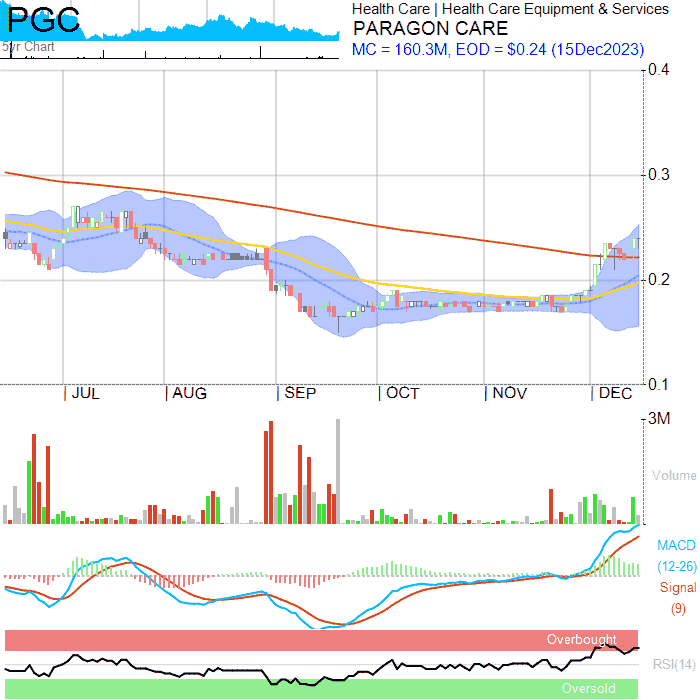 PGC
5yr Chart
Health Care | Health Care Equipment & Services
PARAGON CARE
MC = 160.3M, EOD = $0.24 (15Dec2023)
0.4
0.3
0.2
0.1
JUL
AUG
SEP
OCT
NOV
DEC
3M
Volume
MACD
(12-26)
Signal
(9)
Overbought
RSI(14)
Oversold